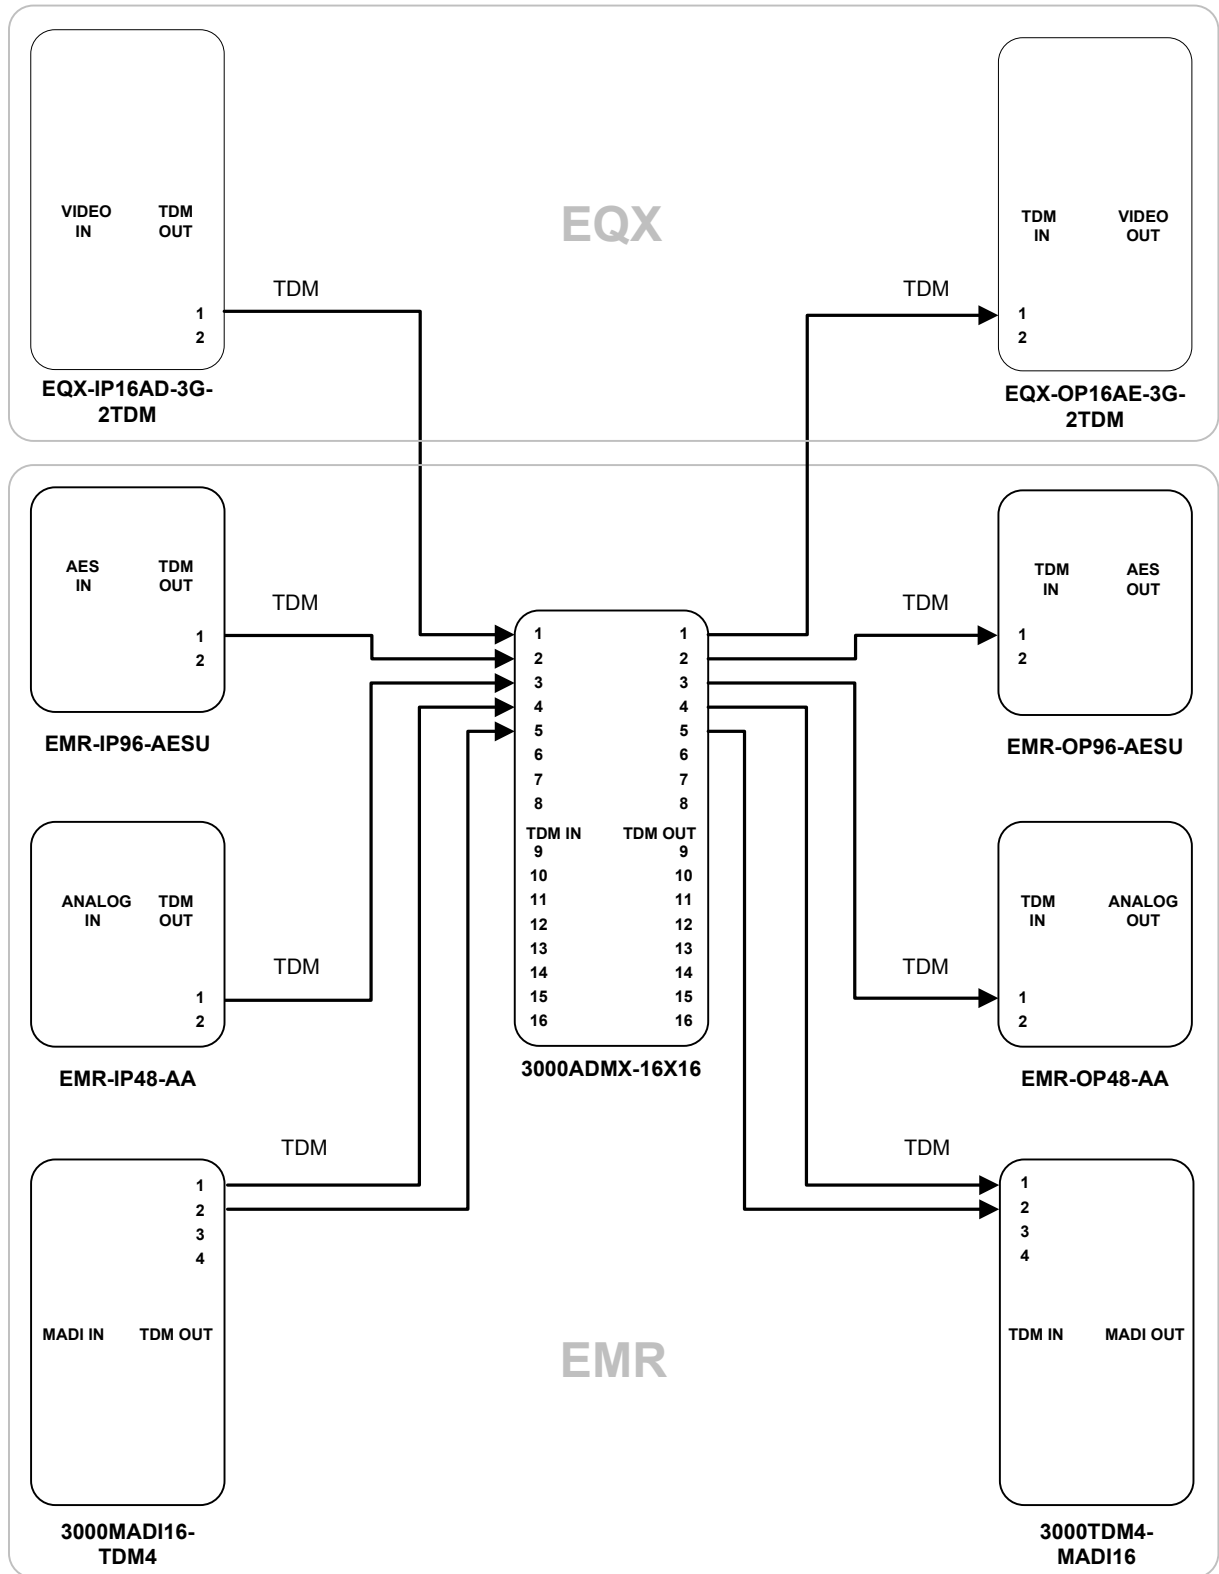 EQX
VIDEO IN
TDM OUT
1
2
TDM
EQX-IP16AD-3G-
2TDM
TDM IN
VIDEO OUT
1
2
TDM
EQX-OP16AE-3G-
2TDM
AES IN
TDM OUT
1
2
TDM
EMR-IP96-AESU
ANALOG IN
TDM OUT
1
2
TDM
EMR-IP48-AA
1
2
3
4
MADI IN
TDM OUT
TDM
3000MADI16-
TDM4
1
2
3
4
5
6
7
8
TDM IN
9
10
11
12
13
14
15
16
1
2
3
4
5
6
7
8
TDM OUT
9
10
11
12
13
14
15
16
3000ADMX-16X16
TDM
TDM IN
AES OUT
1
2
EMR-OP96-AESU
TDM
TDM IN
ANALOG OUT
1
2
EMR-OP48-AA
TDM
1
2
3
4
TDM IN
MADI OUT
3000TDM4-
MADI16
EMR